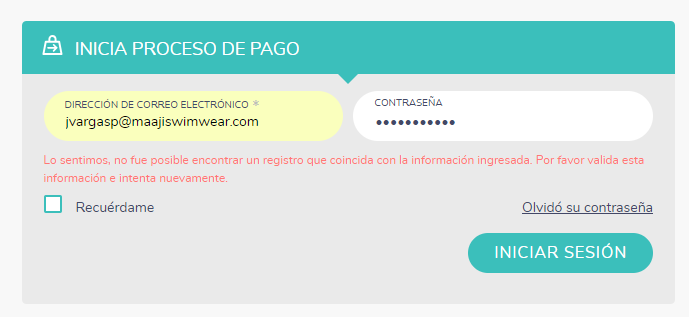 INICIA PROCESO DE PAGO
DIRECCIÓN DE CORREO ELECTRÓNICO *
jvargasp@maajiswimwear.com
CONTRASEÑA
•••••••••••
Lo sentimos, no fue posible encontrar un registro que coincida con la información ingresada. Por favor valida esta
información e intenta nuevamente.
Recuérdame
Olvidó su contraseña
INICIAR SESIÓN